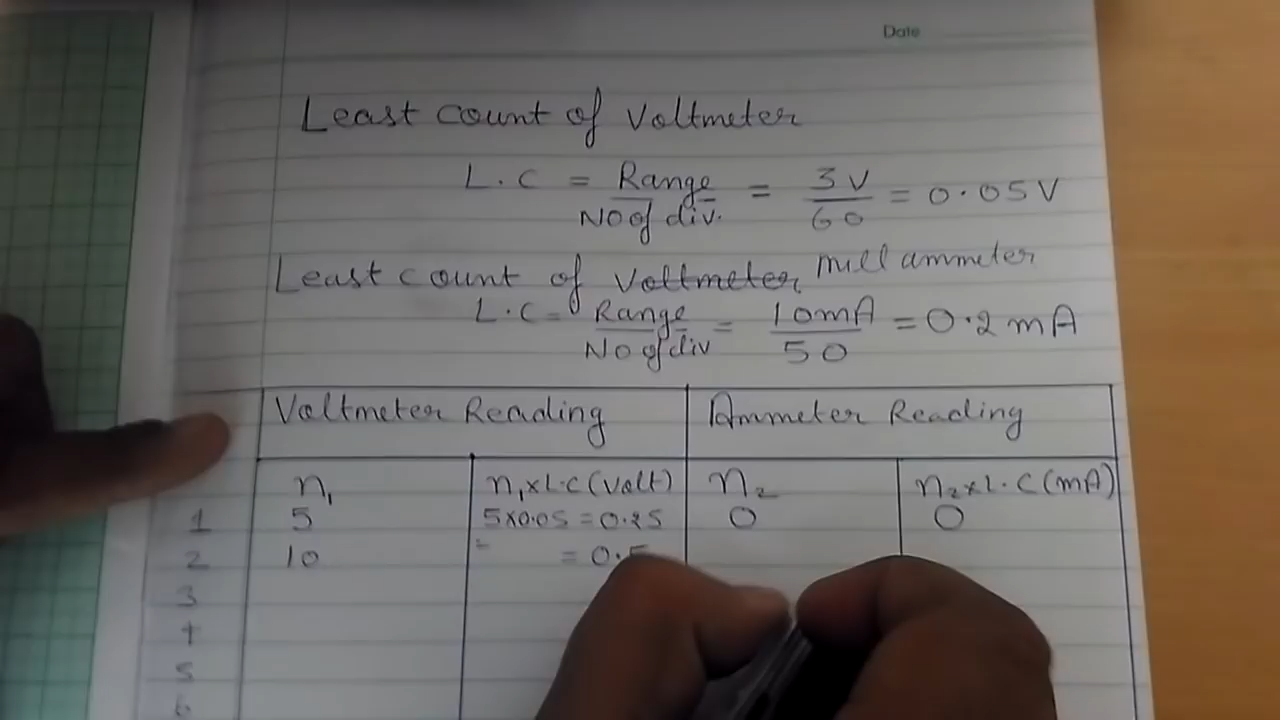 Date
Least count of Voltmeter
L.C = Range / No of div. = 3V / 60 = 0.05V
Least count of Voltmeter milliammeter
L.C = Range / No of div = 10mA / 50 = 0.2 mA
Voltmeter Reading Ammeter Reading
n₁ n₁×L.C (Volt) n₂ n₂×L.C (mA)
1 5 5×0.05 = 0.25 0 0
2 10 = 0.5
3
4
5
6